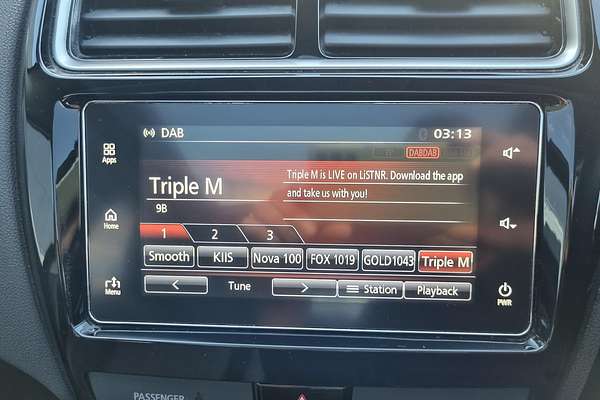 DAB
03:13
Apps
DABDAB
Triple M
9B
Triple M is LIVE on LiSTNR. Download the app
and take us with you!
Home
1 2 3
Smooth KIIS Nova 100 FOX 1019 GOLD1043 Triple M
Menu
Tune
Station
Playback
PWR
PASSENGER